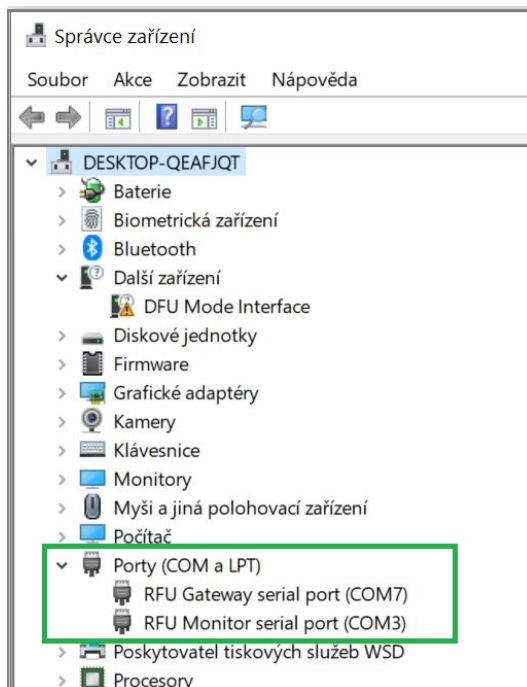 Správce zařízení
Soubor Akce Zobrazit Nápověda
DESKTOP-QEAFJQT
Baterie
Biometrická zařízení
Bluetooth
Další zařízení
DFU Mode Interface
Diskové jednotky
Firmware
Grafické adaptéry
Kamery
Klávesnice
Monitory
Myši a jiná polohovací zařízení
Počítač
Porty (COM a LPT)
RFU Gateway serial port (COM7)
RFU Monitor serial port (COM3)
Poskytovatel tiskových služeb WSD
Procesory